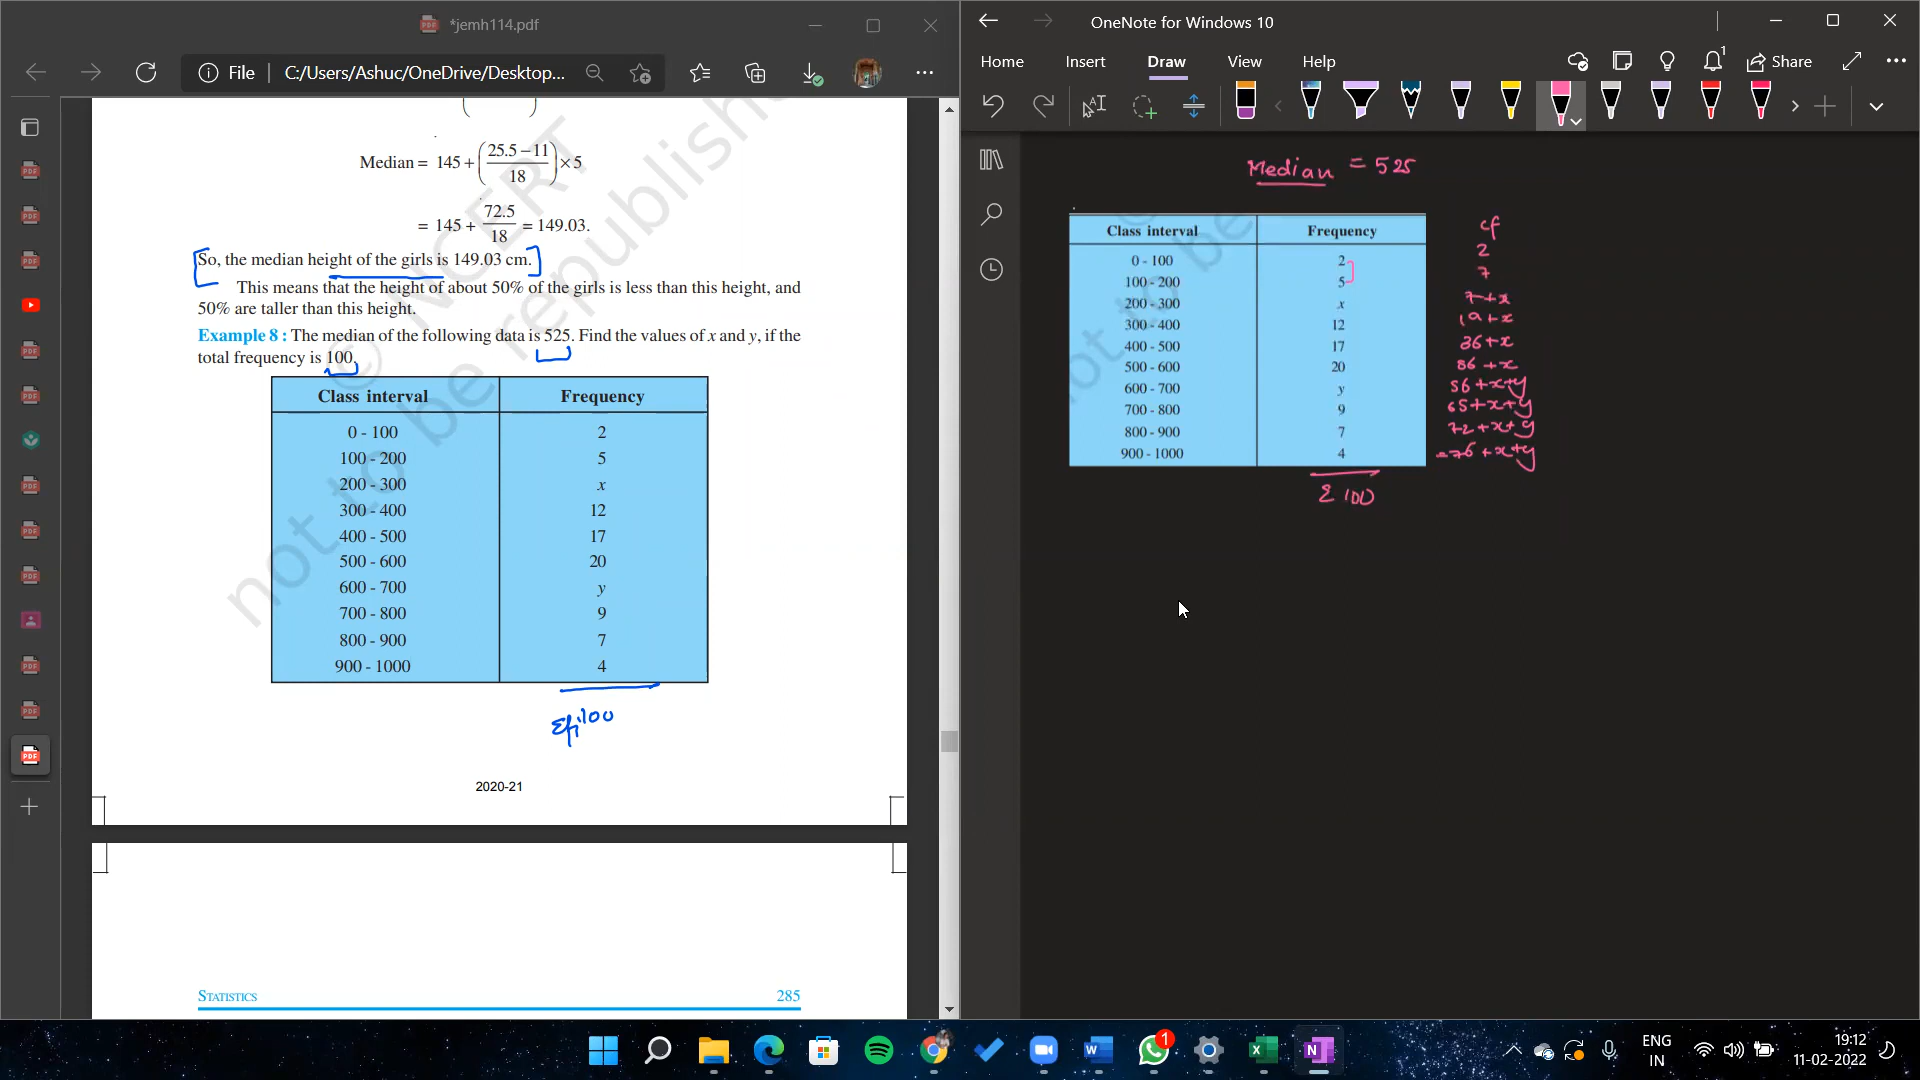 *jemh114.pdf
File
C:/Users/Ashuc/OneDrive/Desktop...
Median = 145 + (25.5 – 11 / 18) × 5
= 145 + 72.5 / 18 = 149.03.
So, the median height of the girls is 149.03 cm.
This means that the height of about 50% of the girls is less than this height, and
50% are taller than this height.
Example 8 : The median of the following data is 525. Find the values of x and y, if the
total frequency is 100.
Class interval Frequency
0 - 100 2
100 - 200 5
200 - 300 x
300 - 400 12
400 - 500 17
500 - 600 20
600 - 700 y
700 - 800 9
800 - 900 7
900 - 1000 4
Σfi 100
2020-21
STATISTICS 285
© NCERT
not to be republished
OneNote for Windows 10
Home Insert Draw View Help
1
Share
Median = 525
Class interval Frequency cf
0 - 100 2 2
100 - 200 5 7
200 - 300 x 7+x
300 - 400 12 19+x
400 - 500 17 36+x
500 - 600 20 56+x
600 - 700 y 56+x+y
700 - 800 9 65+x+y
800 - 900 7 72+x+y
900 - 1000 4 76+x+y
Σ 100
1
ENG
IN
19:12
11-02-2022